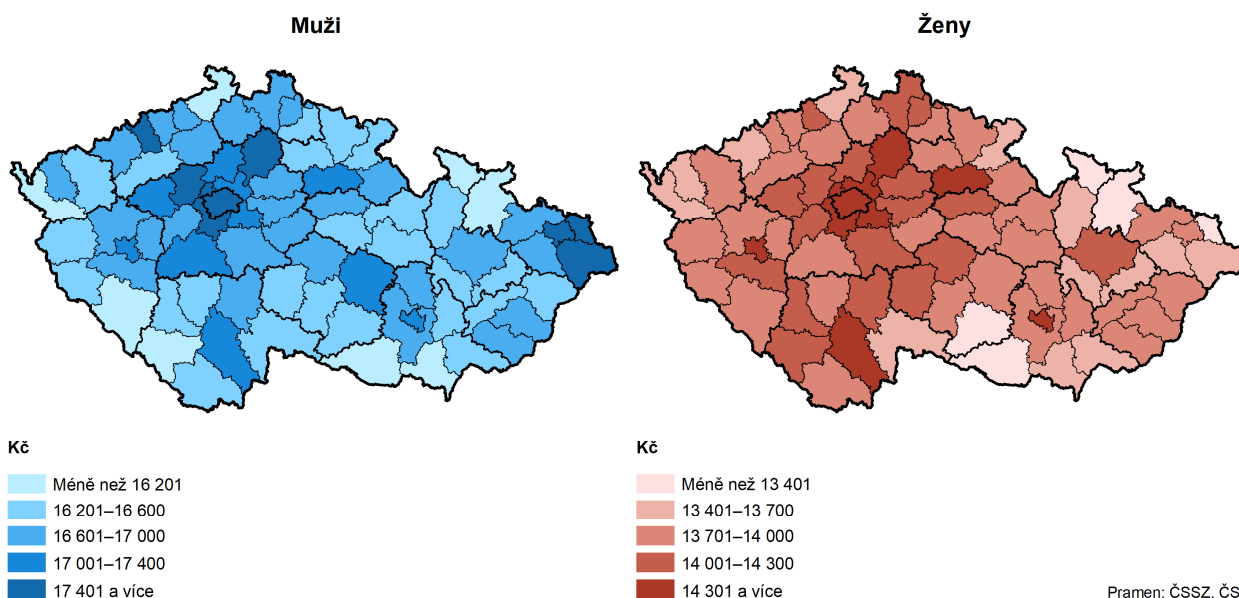 Muži
Ženy
Kč
Méně než 16 201
16 201–16 600
16 601–17 000
17 001–17 400
17 401 a více
Kč
Méně než 13 401
13 401–13 700
13 701–14 000
14 001–14 300
14 301 a více
Pramen: ČSSZ, ČS